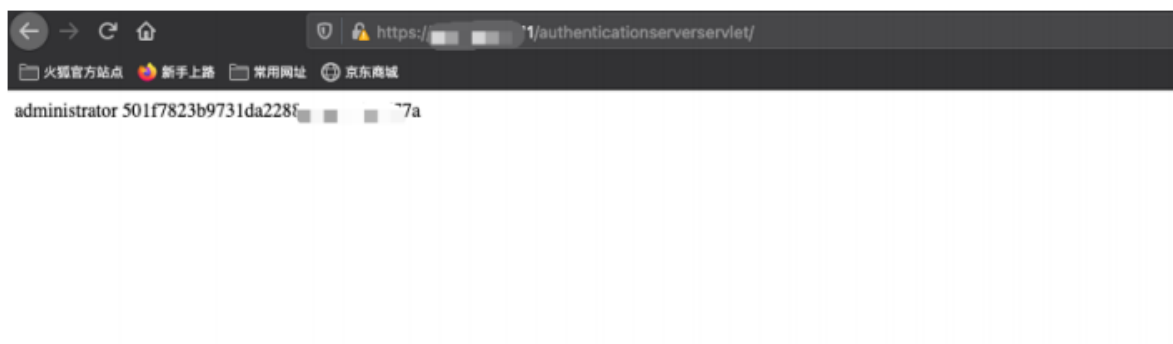 https:/ 1/authenticationserverservlet/
火狐官方站点 新手上路 常用网址 京东商城
administrator 501f7823b9731da228 7a